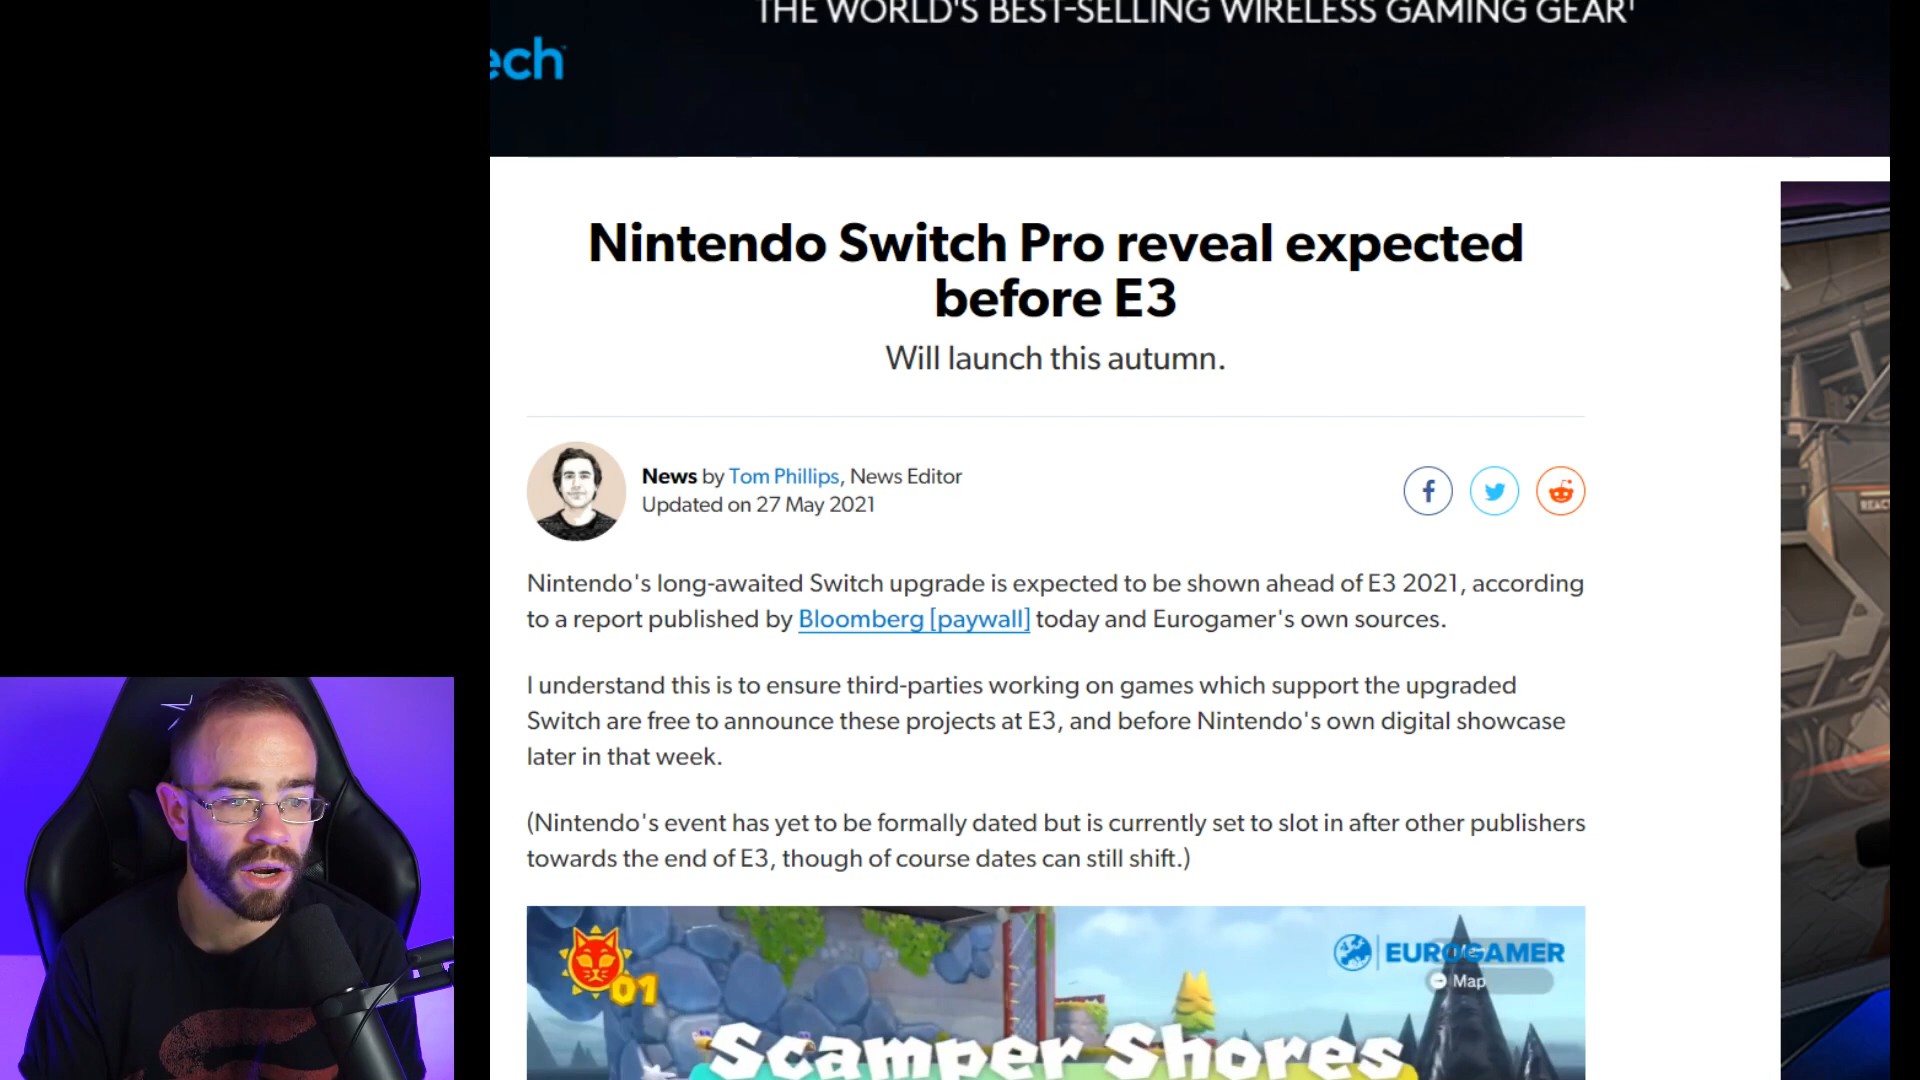 THE WORLD'S BEST-SELLING WIRELESS GAMING GEAR¹
ech
Nintendo Switch Pro reveal expected
before E3
Will launch this autumn.
News by Tom Phillips, News Editor
Updated on 27 May 2021
Nintendo's long-awaited Switch upgrade is expected to be shown ahead of E3 2021, according
to a report published by Bloomberg [paywall] today and Eurogamer's own sources.
I understand this is to ensure third-parties working on games which support the upgraded
Switch are free to announce these projects at E3, and before Nintendo's own digital showcase
later in that week.
(Nintendo's event has yet to be formally dated but is currently set to slot in after other publishers
towards the end of E3, though of course dates can still shift.)
01
EUROGAMER
Map
Scamper Shores